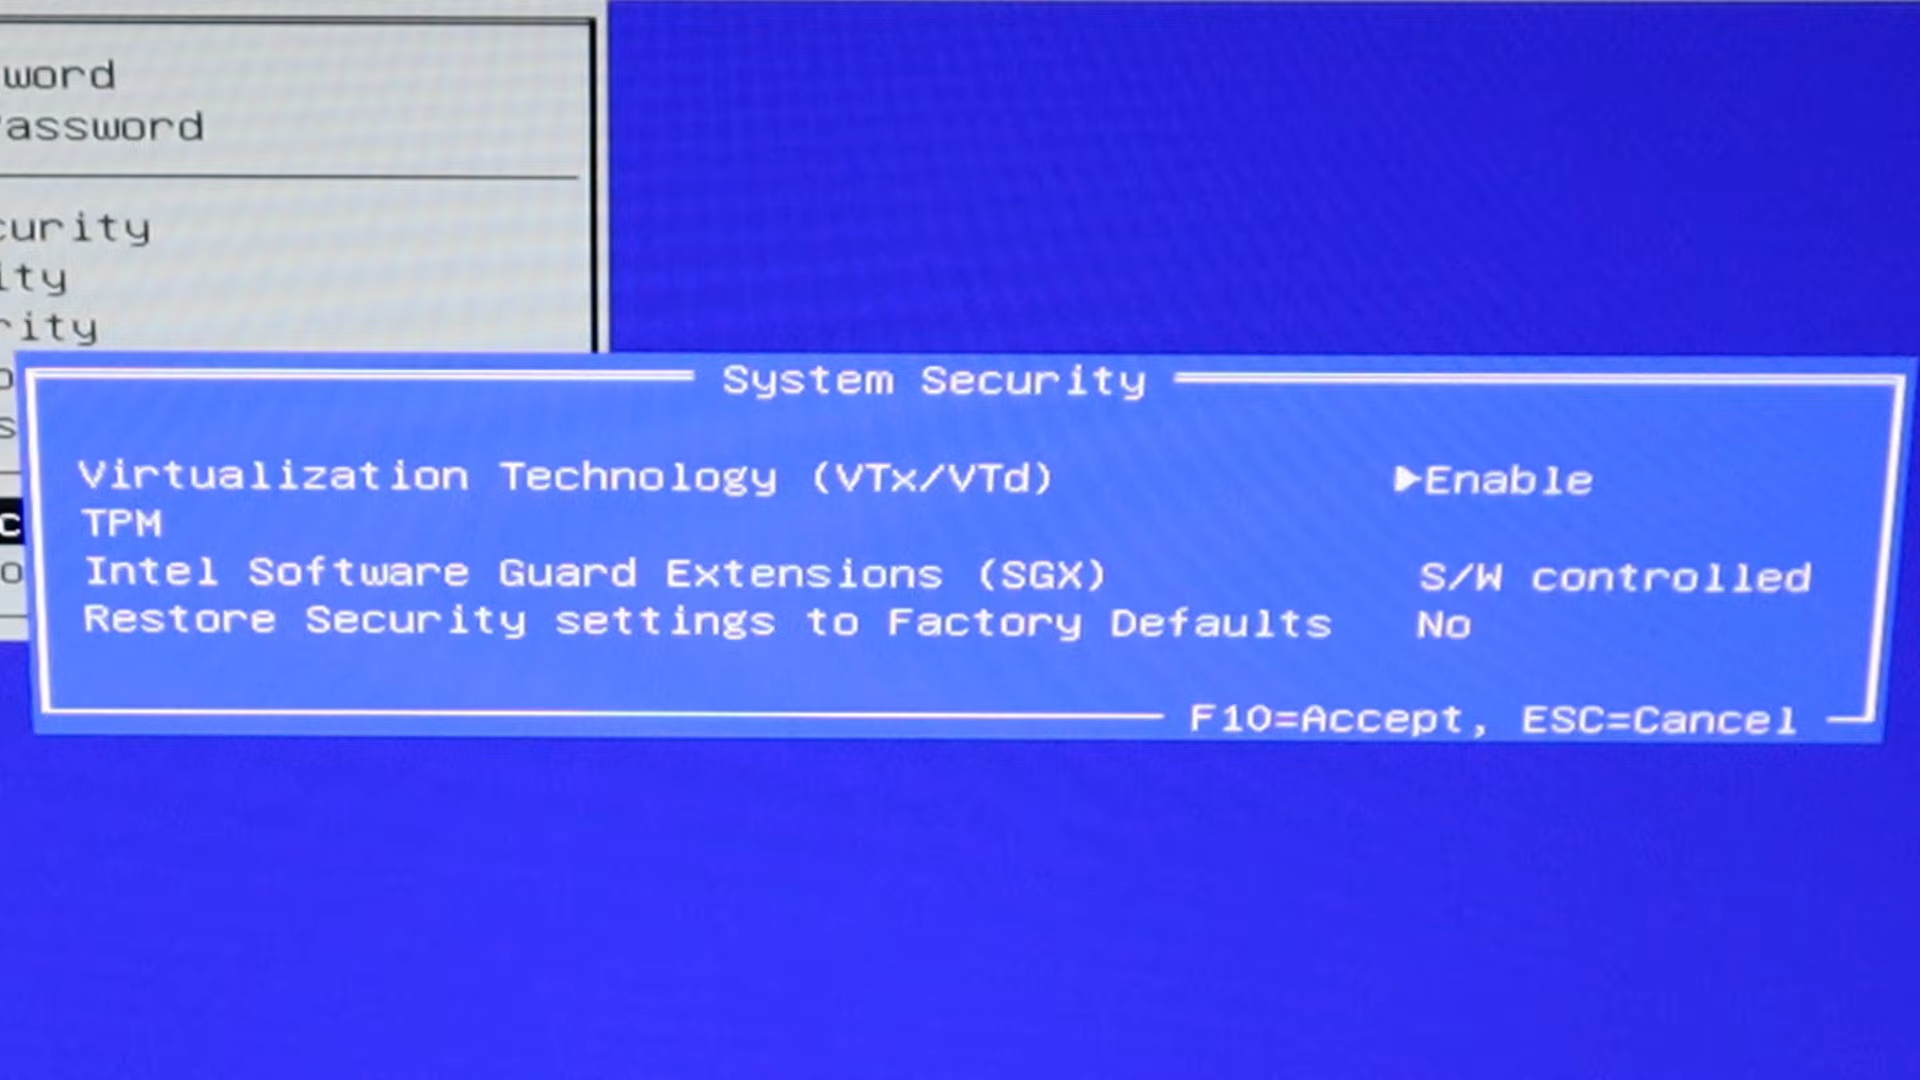 word
assword
curity
ity
rity
System Security
Virtualization Technology (VTx/VTd) ▶Enable
TPM
Intel Software Guard Extensions (SGX) S/W controlled
Restore Security settings to Factory Defaults No
F10=Accept, ESC=Cancel